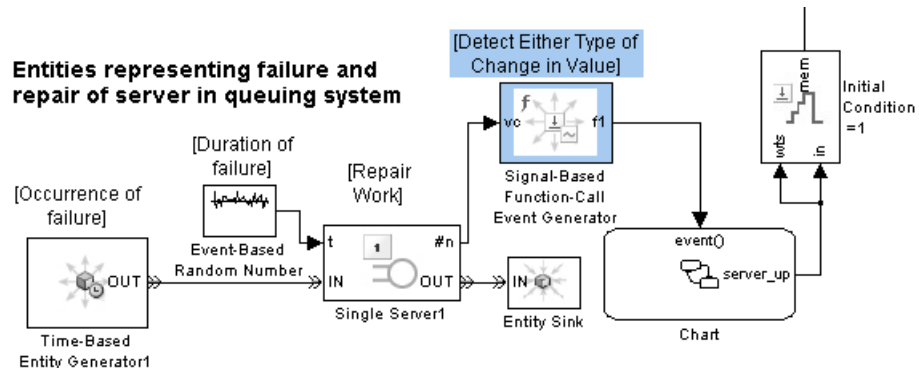 [Detect Either Type of
Change in Value]
Entities representing failure and
repair of server in queuing system
mem
wts
in
Initial
Condition
=1
f
vc
f1
Signal-Based
Function-Call
Event Generator
[Duration of
failure]
[Repair
Work]
[Occurrence of
failure]
Event-Based
Random Number
t
1
#n
IN
OUT
Single Server1
OUT
Time-Based
Entity Generator1
IN
Entity Sink
event()
server_up
Chart